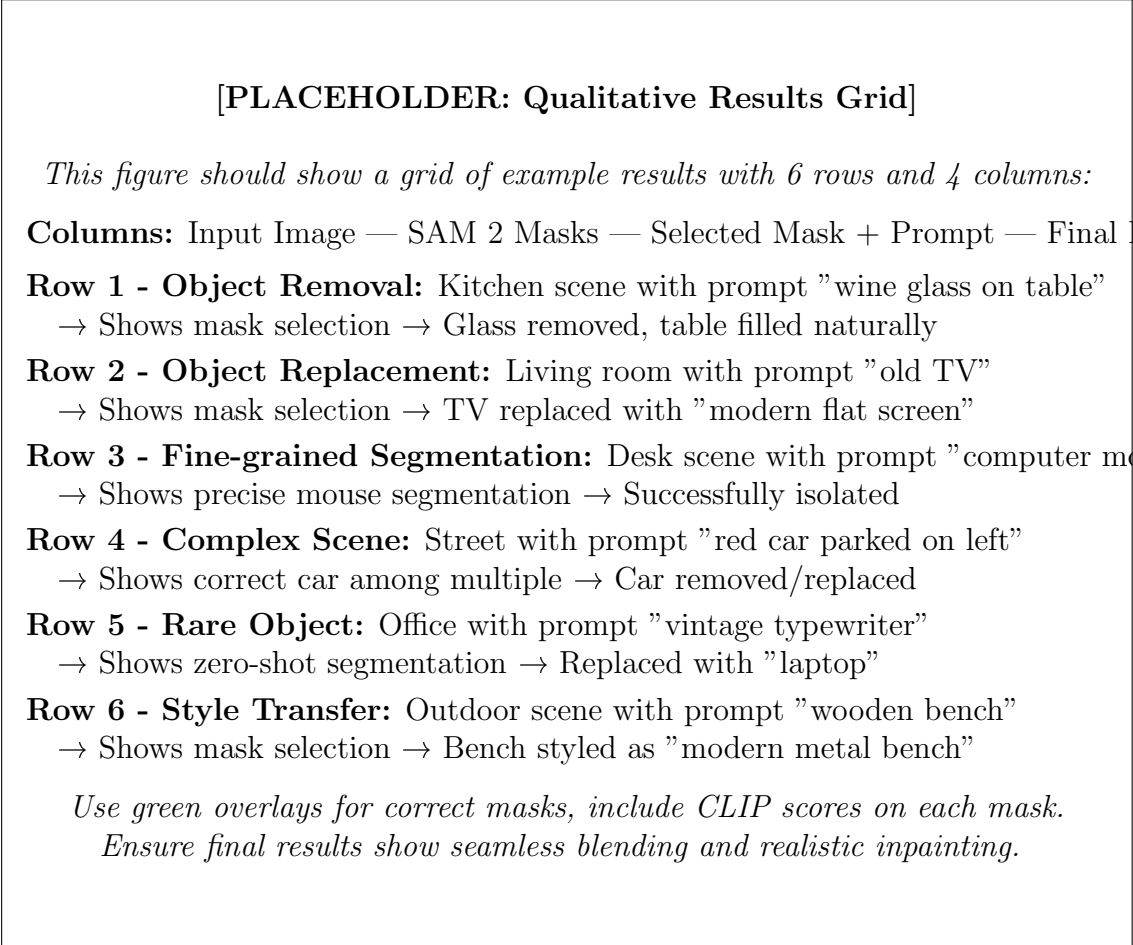 [PLACEHOLDER: Qualitative Results Grid]
This figure should show a grid of example results with 6 rows and 4 columns:
Columns: Input Image — SAM 2 Masks — Selected Mask + Prompt — Final
Row 1 - Object Removal: Kitchen scene with prompt ”wine glass on table”
→ Shows mask selection → Glass removed, table filled naturally
Row 2 - Object Replacement: Living room with prompt ”old TV”
→ Shows mask selection → TV replaced with ”modern flat screen”
Row 3 - Fine-grained Segmentation: Desk scene with prompt ”computer
→ Shows precise mouse segmentation → Successfully isolated
Row 4 - Complex Scene: Street with prompt ”red car parked on left”
→ Shows correct car among multiple → Car removed/replaced
Row 5 - Rare Object: Office with prompt ”vintage typewriter”
→ Shows zero-shot segmentation → Replaced with ”laptop”
Row 6 - Style Transfer: Outdoor scene with prompt ”wooden bench”
→ Shows mask selection → Bench styled as ”modern metal bench”
Use green overlays for correct masks, include CLIP scores on each mask.
Ensure final results show seamless blending and realistic inpainting.